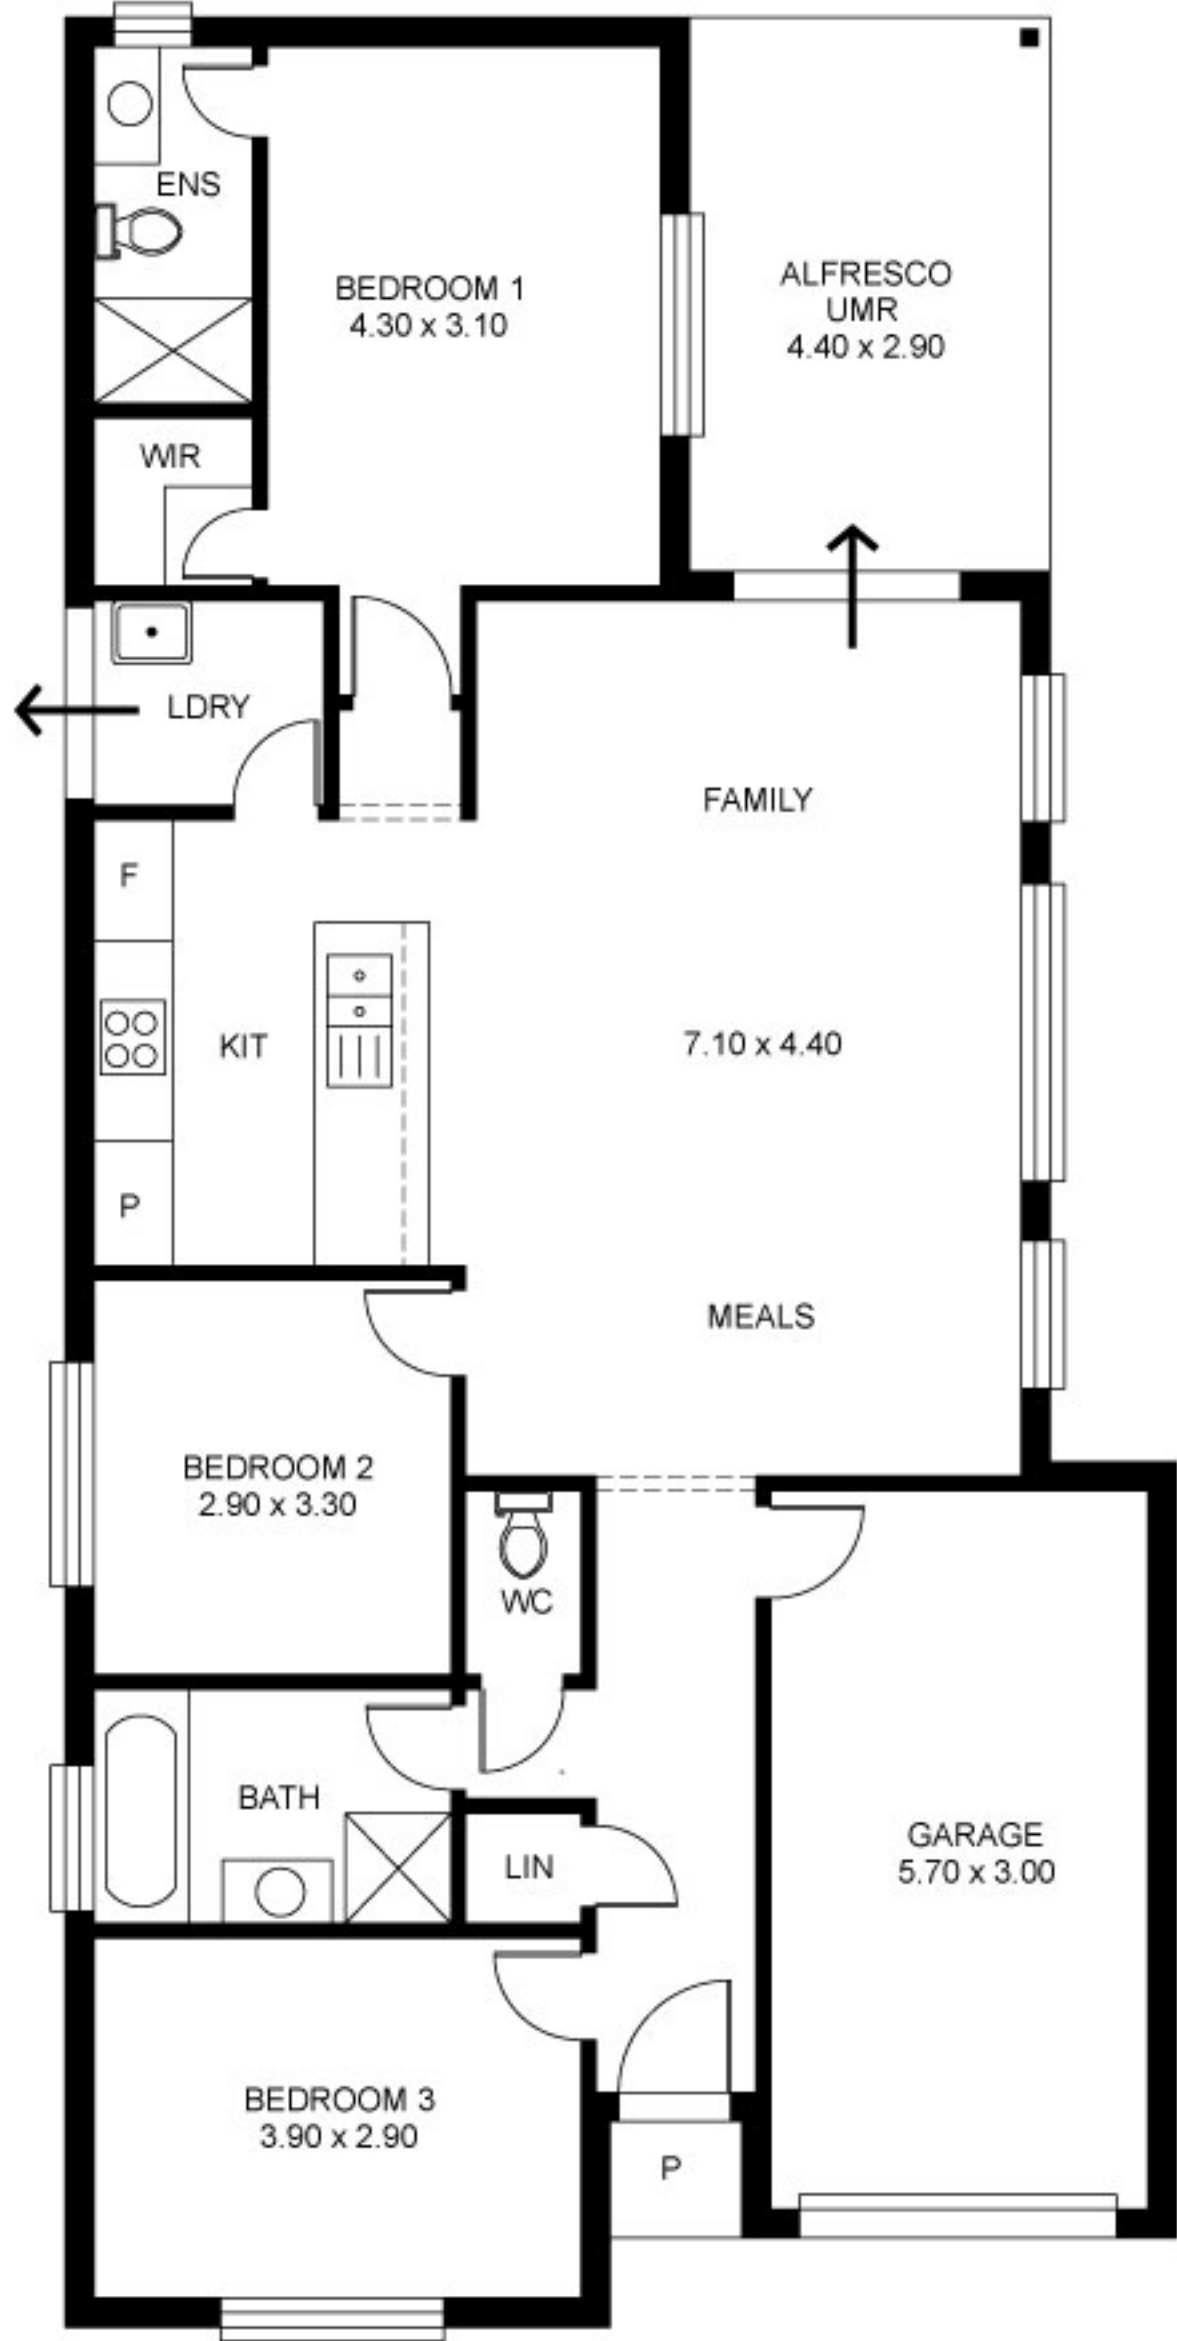 ENS
BEDROOM 1
4.30 x 3.10
ALFRESCO
UMR
4.40 x 2.90
WIR
LDRY
FAMILY
F
KIT
7.10 x 4.40
P
MEALS
BEDROOM 2
2.90 x 3.30
WC
BATH
LIN
GARAGE
5.70 x 3.00
BEDROOM 3
3.90 x 2.90
P